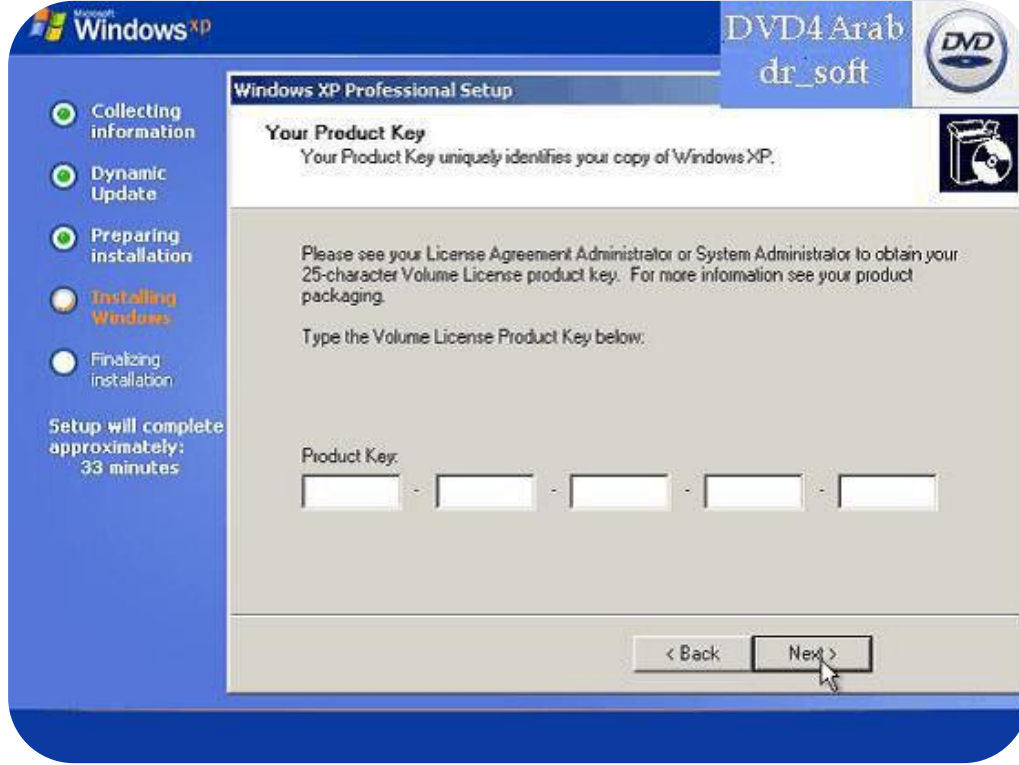 Microsoft
Windows xp
DVD4Arab
dr_soft
DVD
Collecting
information
Dynamic
Update
Preparing
installation
Installing
Windows
Finalizing
installation
Setup will complete
approximately:
33 minutes
Windows XP Professional Setup
Your Product Key
Your Product Key uniquely identifies your copy of Windows XP.
Please see your License Agreement Administrator or System Administrator to obtain your
25-character Volume License product key. For more information see your product
packaging.
Type the Volume License Product Key below:
Product Key:
- - - -
< Back
Next >